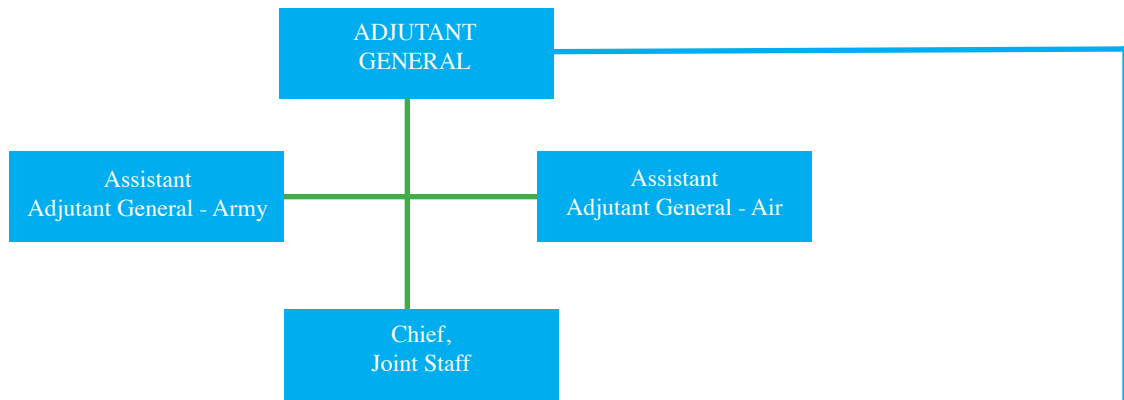 ADJUTANT
GENERAL
Assistant
Adjutant General - Army
Assistant
Adjutant General - Air
Chief,
Joint Staff